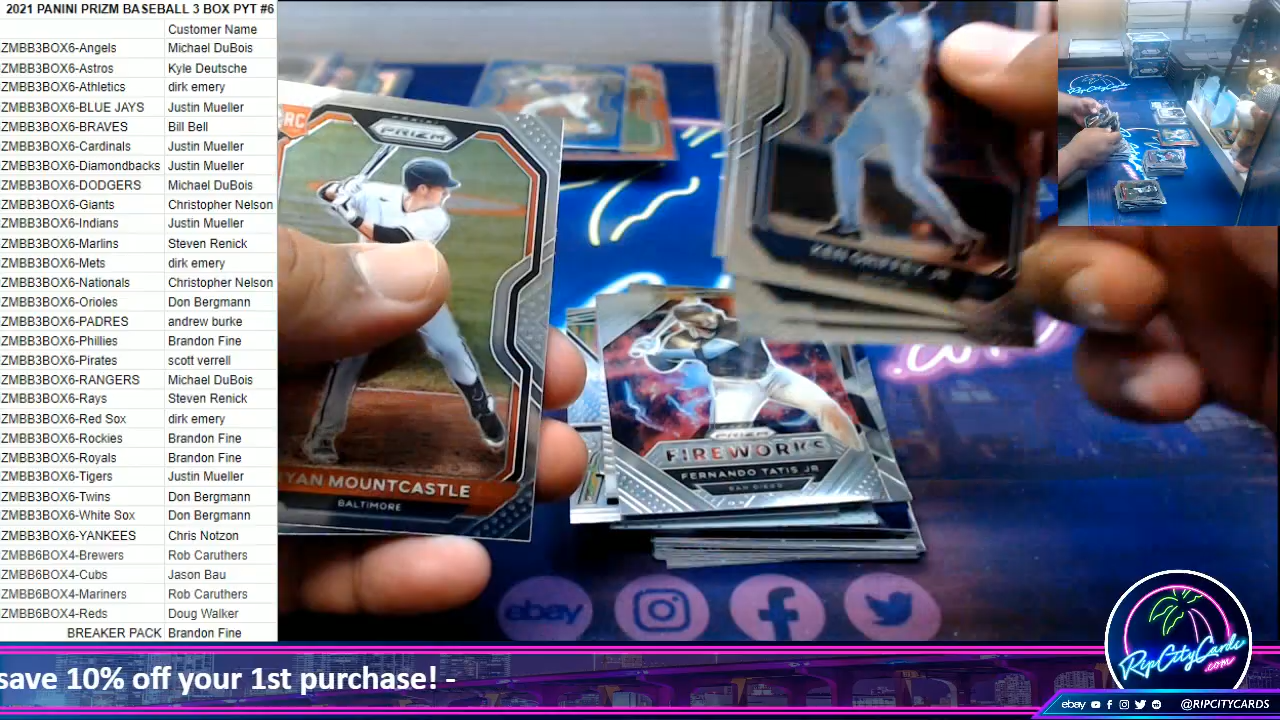 2021 PANINI PRIZM BASEBALL 3 BOX PYT #6
Customer Name
ZMBB3BOX6-Angels Michael DuBois
ZMBB3BOX6-Astros Kyle Deutsche
ZMBB3BOX6-Athletics dirk emery
ZMBB3BOX6-BLUE JAYS Justin Mueller
ZMBB3BOX6-BRAVES Bill Bell
ZMBB3BOX6-Cardinals Justin Mueller
ZMBB3BOX6-Diamondbacks Justin Mueller
ZMBB3BOX6-DODGERS Michael DuBois
ZMBB3BOX6-Giants Christopher Nelson
ZMBB3BOX6-Indians Justin Mueller
ZMBB3BOX6-Marlins Steven Renick
ZMBB3BOX6-Mets dirk emery
ZMBB3BOX6-Nationals Christopher Nelson
ZMBB3BOX6-Orioles Don Bergmann
ZMBB3BOX6-PADRES andrew burke
ZMBB3BOX6-Phillies Brandon Fine
ZMBB3BOX6-Pirates scott verrell
ZMBB3BOX6-RANGERS Michael DuBois
ZMBB3BOX6-Rays Steven Renick
ZMBB3BOX6-Red Sox dirk emery
ZMBB3BOX6-Rockies Brandon Fine
ZMBB3BOX6-Royals Brandon Fine
ZMBB3BOX6-Tigers Justin Mueller
ZMBB3BOX6-Twins Don Bergmann
ZMBB3BOX6-White Sox Don Bergmann
ZMBB3BOX6-YANKEES Chris Notzon
ZMBB6BOX4-Brewers Rob Caruthers
ZMBB6BOX4-Cubs Jason Bau
ZMBB6BOX4-Mariners Rob Caruthers
ZMBB6BOX4-Reds Doug Walker
BREAKER PACK Brandon Fine
RC
PANINI
PRIZM
YAN MOUNTCASTLE
BALTIMORE
KEN GRIFFEY JR
PRIZM
FIREWORKS
FERNANDO TATIS JR
SAN DIEGO
.com
ebay
save 10% off your 1st purchase! -
RipCityCards
.com
ebay @RIPCITYCARDS